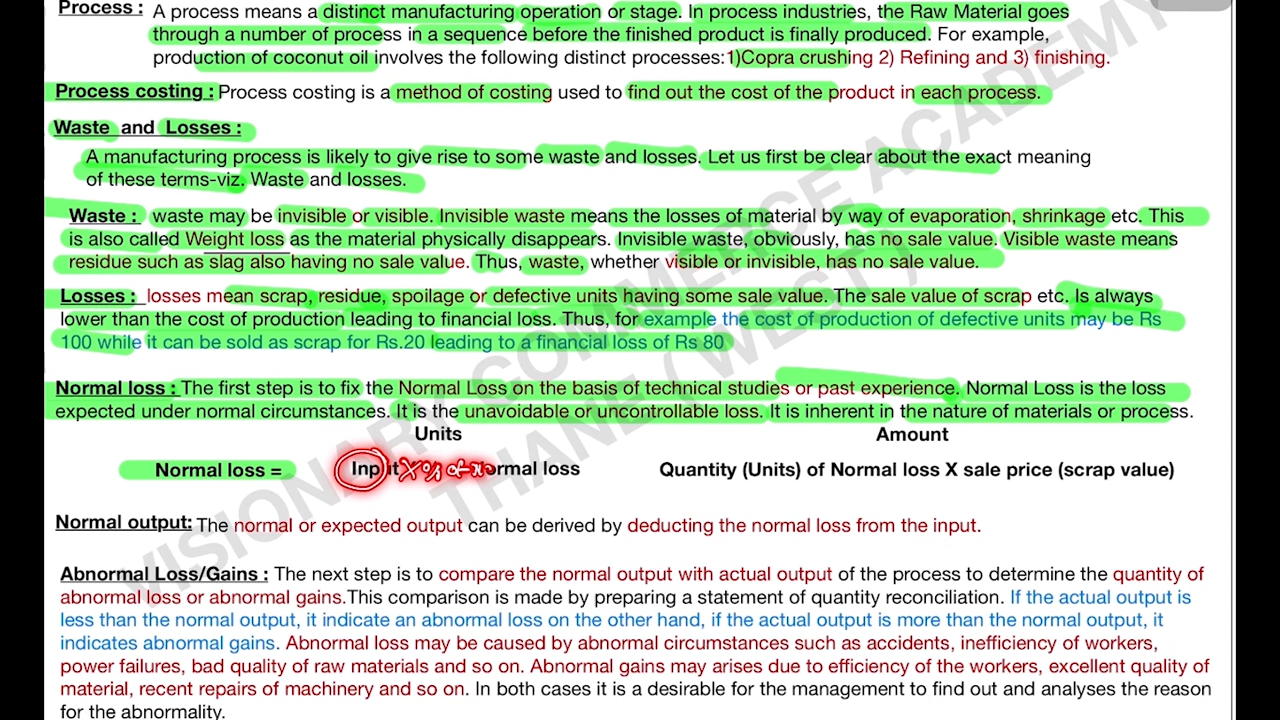 Process : A process means a distinct manufacturing operation or stage. In process industries, the Raw Material goes
through a number of process in a sequence before the finished product is finally produced. For example,
production of coconut oil involves the following distinct processes:1)Copra crushing 2) Refining and 3) finishing.
Process costing : Process costing is a method of costing used to find out the cost of the product in each process.
Waste and Losses :
A manufacturing process is likely to give rise to some waste and losses. Let us first be clear about the exact meaning
of these terms-viz. Waste and losses.
Waste : waste may be invisible or visible. Invisible waste means the losses of material by way of evaporation, shrinkage etc. This
is also called Weight loss as the material physically disappears. Invisible waste, obviously, has no sale value. Visible waste means
residue such as slag also having no sale value. Thus, waste, whether visible or invisible, has no sale value.
Losses : losses mean scrap, residue, spoilage or defective units having some sale value. The sale value of scrap etc. Is always
lower than the cost of production leading to financial loss. Thus, for example the cost of production of defective units may be Rs
100 while it can be sold as scrap for Rs.20 leading to a financial loss of Rs 80
Normal loss : The first step is to fix the Normal Loss on the basis of technical studies or past experience. Normal Loss is the loss
expected under normal circumstances. It is the unavoidable or uncontrollable loss. It is inherent in the nature of materials or process.
Units Amount
Normal loss = Input X % of Normal loss Quantity (Units) of Normal loss X sale price (scrap value)
Normal output: The normal or expected output can be derived by deducting the normal loss from the input.
Abnormal Loss/Gains : The next step is to compare the normal output with actual output of the process to determine the quantity of
abnormal loss or abnormal gains.This comparison is made by preparing a statement of quantity reconciliation. If the actual output is
less than the normal output, it indicate an abnormal loss on the other hand, if the actual output is more than the normal output, it
indicates abnormal gains. Abnormal loss may be caused by abnormal circumstances such as accidents, inefficiency of workers,
power failures, bad quality of raw materials and so on. Abnormal gains may arises due to efficiency of the workers, excellent quality of
material, recent repairs of machinery and so on. In both cases it is a desirable for the management to find out and analyses the reason
for the abnormality.
VISIONARY COMMERCE ACADEMY
THANE ( WEST )